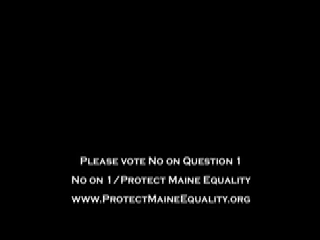 Please vote No on Question 1
No on 1/Protect Maine Equality
www.ProtectMaineEquality.org